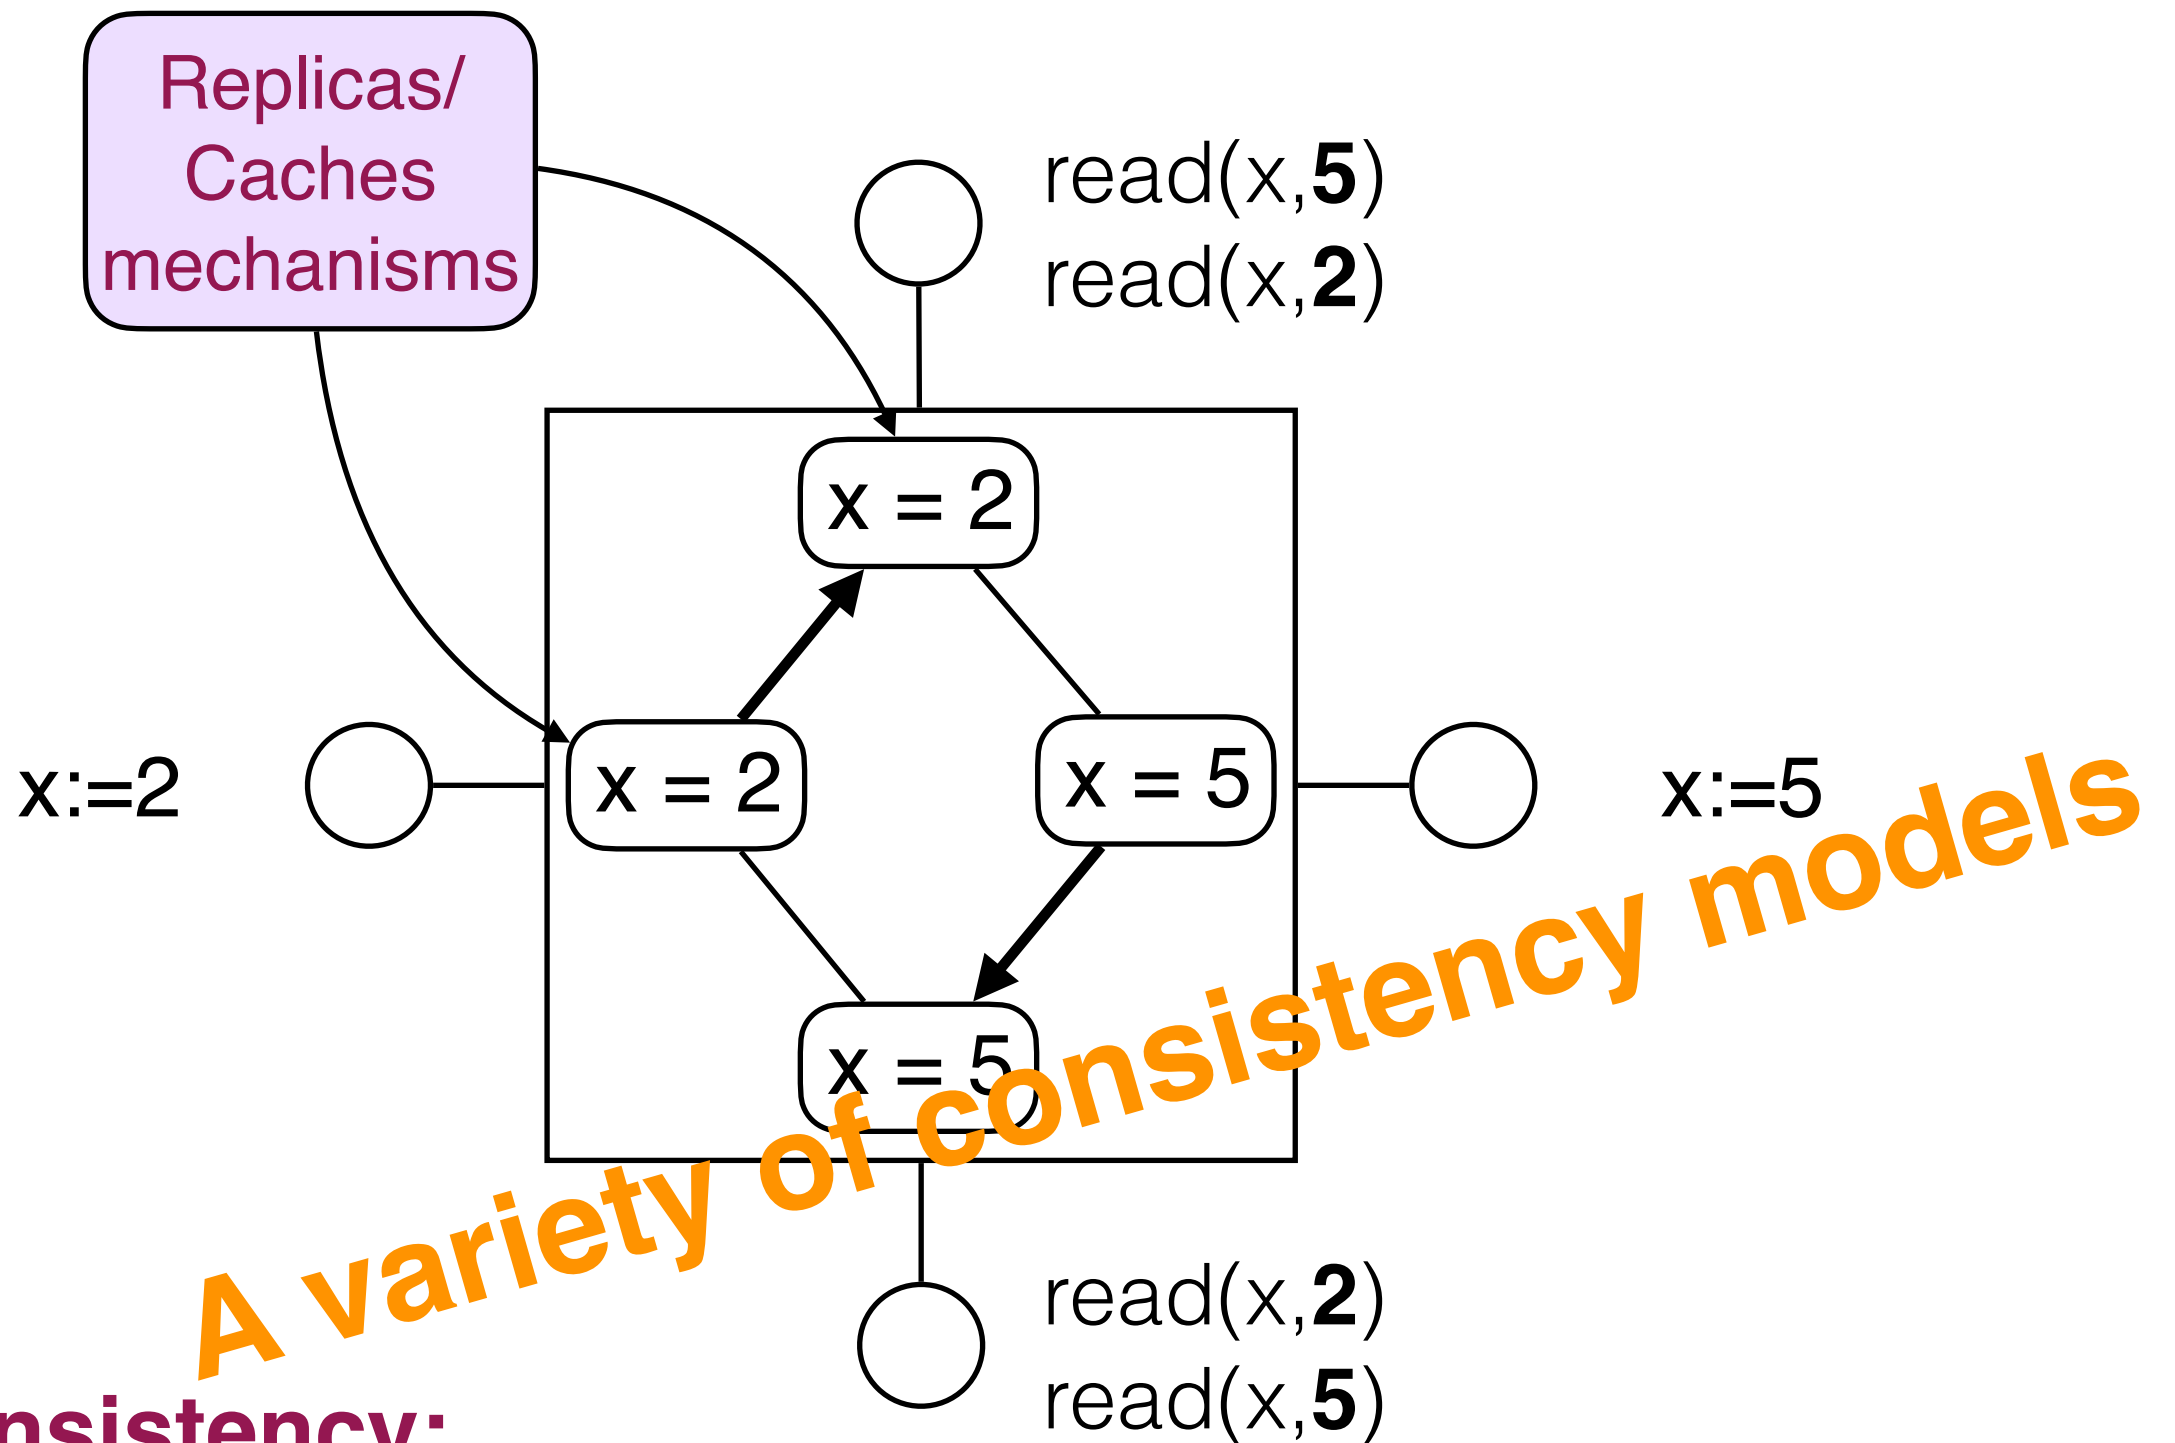 Replicas/
Caches
mechanisms
read(x,5)
read(x,2)
x = 2
x:=2
x = 2
x = 5
x:=5
x = 5
A variety of consistency models
read(x,2)
read(x,5)